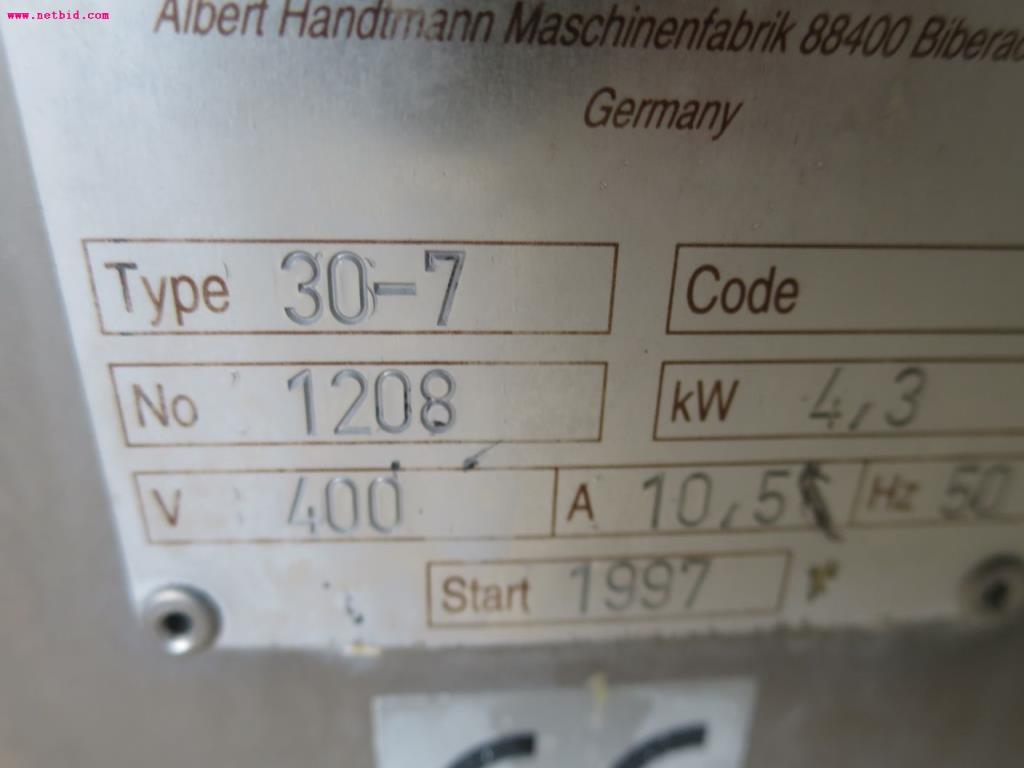 www.netbid.com
Albert Handtmann Maschinenfabrik 88400 Biberac
Germany
Type 30-7 Code
No 1208 kW 4,3
V 400 A 10,5 Hz 50
Start 1997
CE